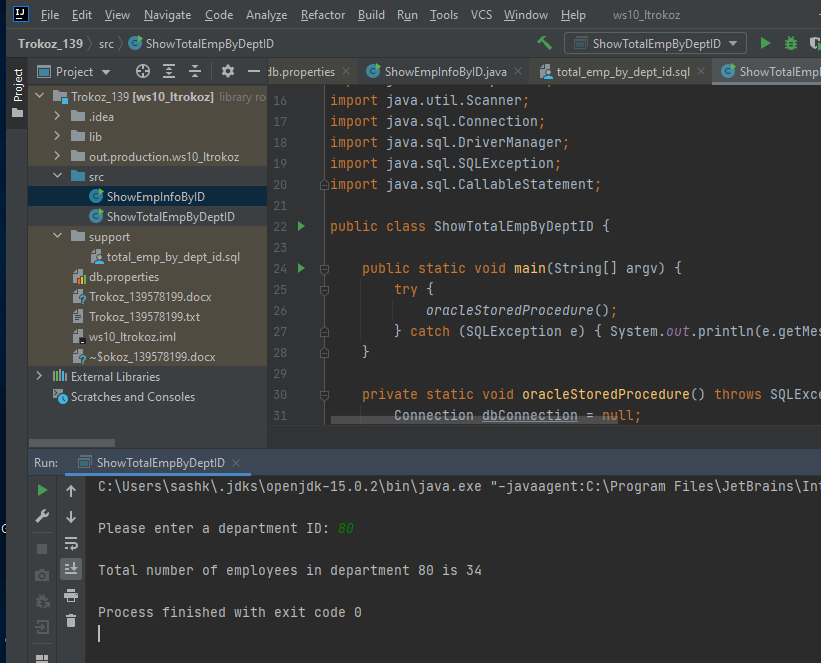 File Edit View Navigate Code Analyze Refactor Build Run Tools VCS Window Help ws10_ltrokoz
Trokoz_139 src ShowTotalEmpByDeptID ShowTotalEmpByDeptID
Project
Project
db.properties ShowEmpInfoByID.java total_emp_by_dept_id.sql ShowTotalEmpI
Trokoz_139 [ws10_ltrokoz] library ro
.idea
lib
out.production.ws10_ltrokoz
src
ShowEmpInfoByID
ShowTotalEmpByDeptID
support
total_emp_by_dept_id.sql
db.properties
Trokoz_139578199.docx
Trokoz_139578199.txt
ws10_ltrokoz.iml
~$okoz_139578199.docx
External Libraries
Scratches and Consoles
16 import java.util.Scanner;
17 import java.sql.Connection;
18 import java.sql.DriverManager;
19 import java.sql.SQLException;
20 import java.sql.CallableStatement;
21
22 public class ShowTotalEmpByDeptID {
23
24 public static void main(String[] argv) {
25 try {
26 oracleStoredProcedure();
27 } catch (SQLException e) { System.out.println(e.getMes
28 }
29
30 private static void oracleStoredProcedure() throws SQLExce
31 Connection dbConnection = null;
Run: ShowTotalEmpByDeptID
C:\Users\sashk\.jdks\openjdk-15.0.2\bin\java.exe "-javaagent:C:\Program Files\JetBrains\Int
Please enter a department ID: 80
Total number of employees in department 80 is 34
Process finished with exit code 0